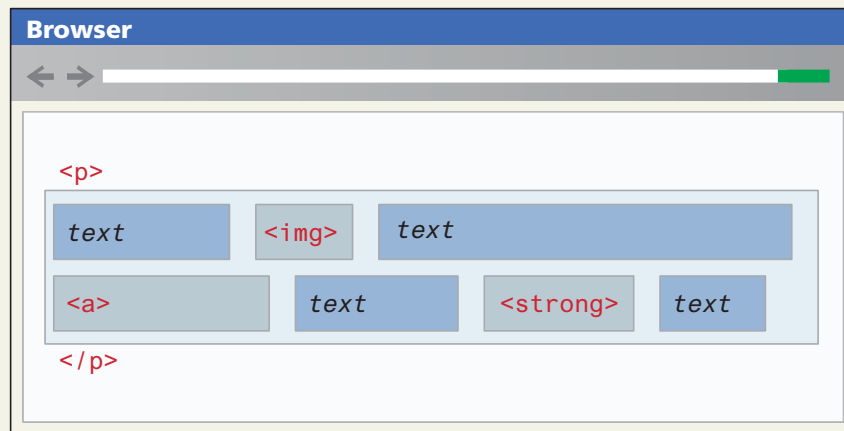 Browser
<p>
text <img> text
<a> text <strong> text
</p>